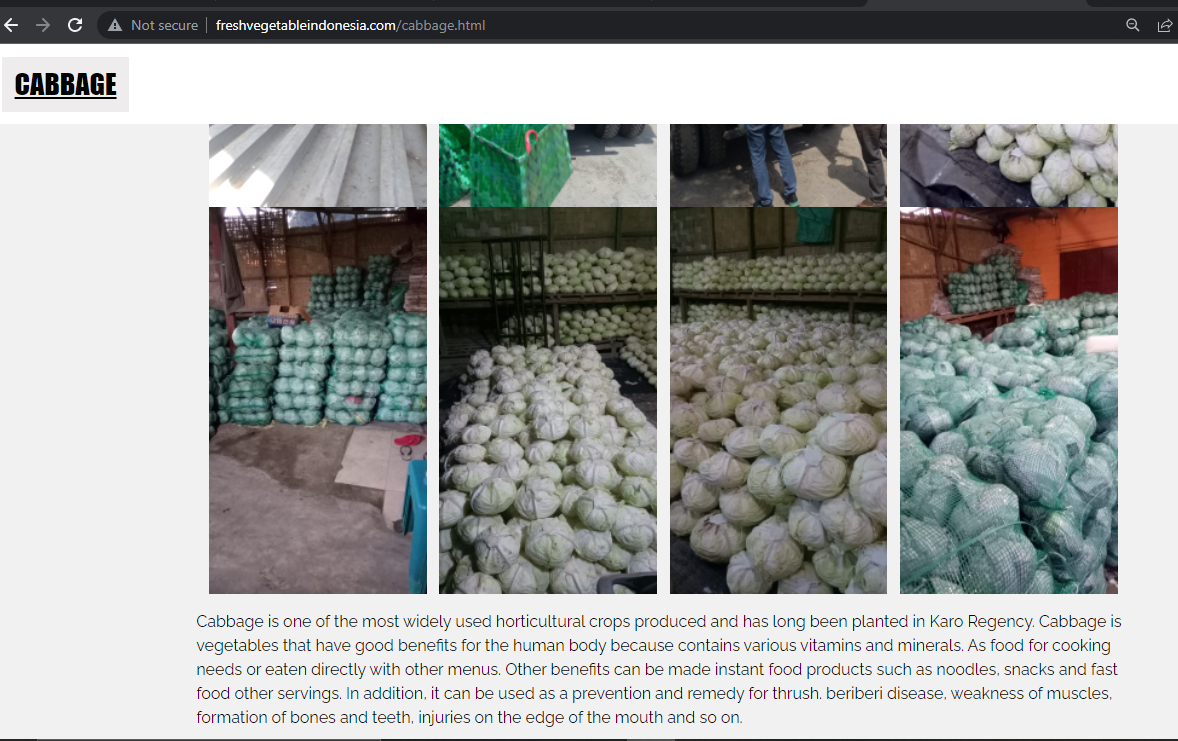 Not secure | freshvegetableindonesia.com/cabbage.html
CABBAGE
Cabbage is one of the most widely used horticultural crops produced and has long been planted in Karo Regency. Cabbage is
vegetables that have good benefits for the human body because contains various vitamins and minerals. As food for cooking
needs or eaten directly with other menus. Other benefits can be made instant food products such as noodles, snacks and fast
food other servings. In addition, it can be used as a prevention and remedy for thrush. beriberi disease, weakness of muscles,
formation of bones and teeth, injuries on the edge of the mouth and so on.